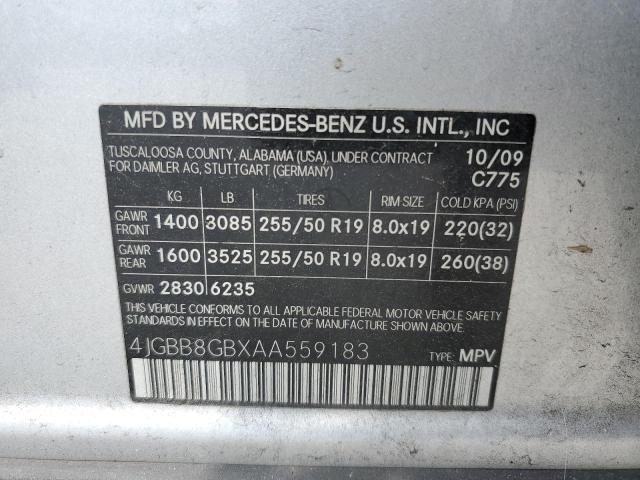 MFD BY MERCEDES-BENZ U.S. INTL., INC
TUSCALOOSA COUNTY, ALABAMA (USA), UNDER CONTRACT 10/09
FOR DAIMLER AG, STUTTGART (GERMANY) C775
KG LB TIRES RIM SIZE COLD KPA (PSI)
GAWR FRONT 1400 3085 255/50 R19 8.0x19 220(32)
GAWR REAR 1600 3525 255/50 R19 8.0x19 260(38)
GVWR 2830 6235
THIS VEHICLE CONFORMS TO ALL APPLICABLE FEDERAL MOTOR VEHICLE SAFETY
STANDARDS IN EFFECT ON THE DATE OF MANUFACTURE SHOWN ABOVE.
4JGBB8GBXAA559183 TYPE: MPV